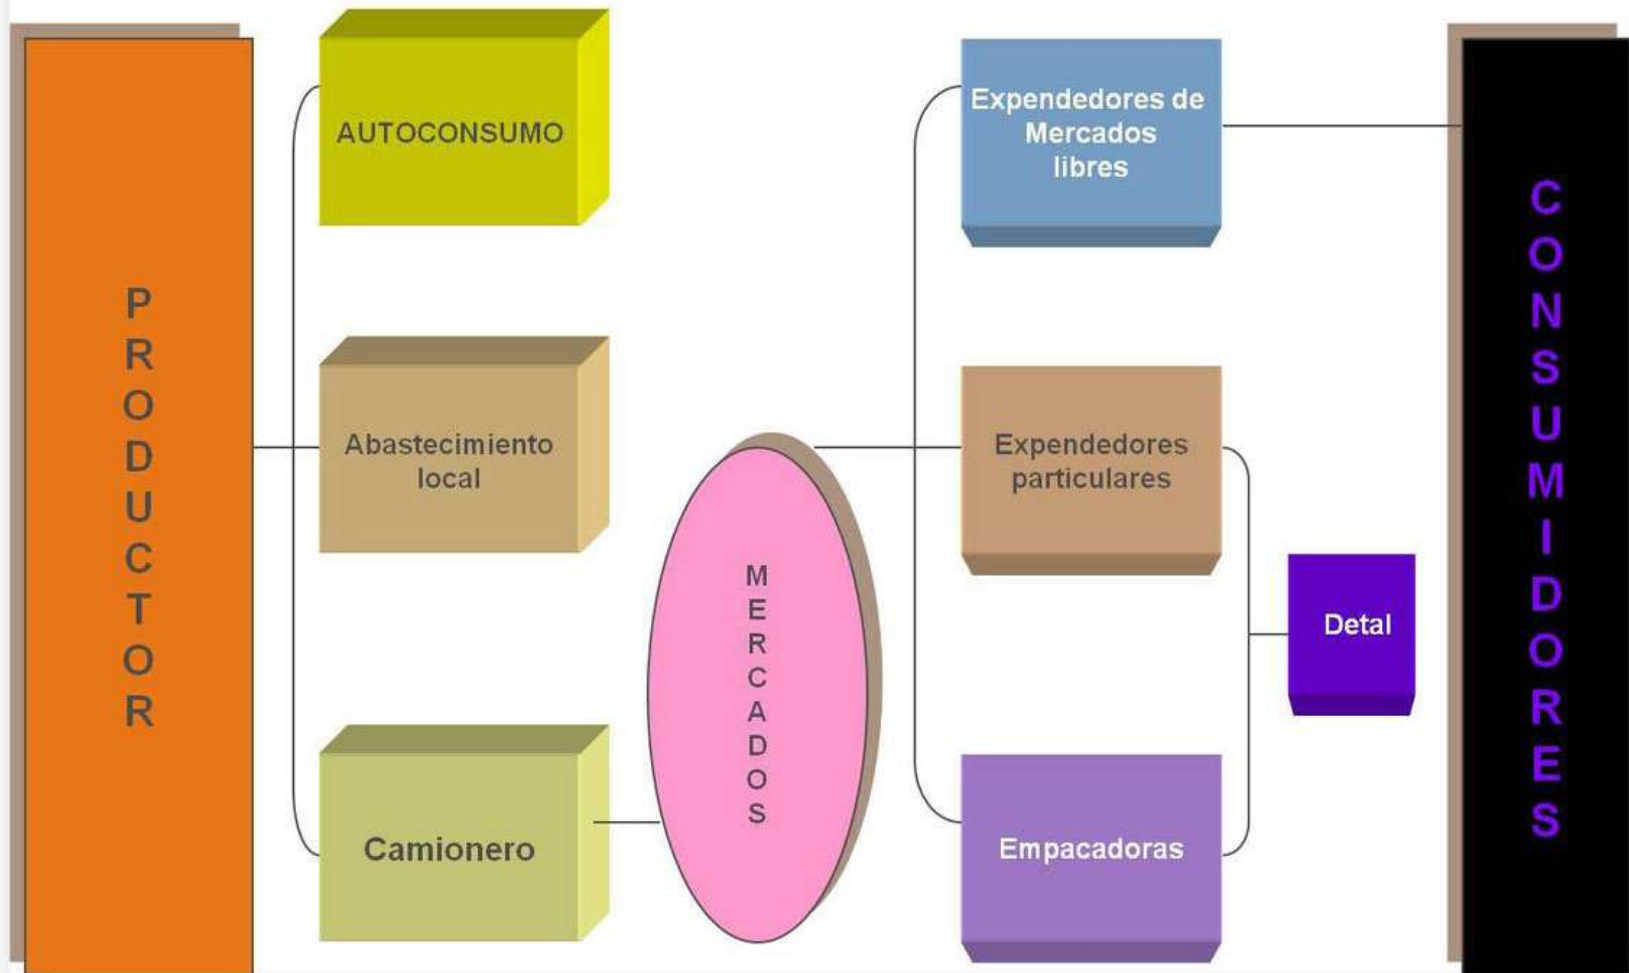 PRODUCTOR
AUTOCONSUMO
Abastecimiento
local
Camionero
MERCADOS
Expendedores de
Mercados
libres
Expendedores
particulares
Empacadoras
Detal
CONSUMIDORES